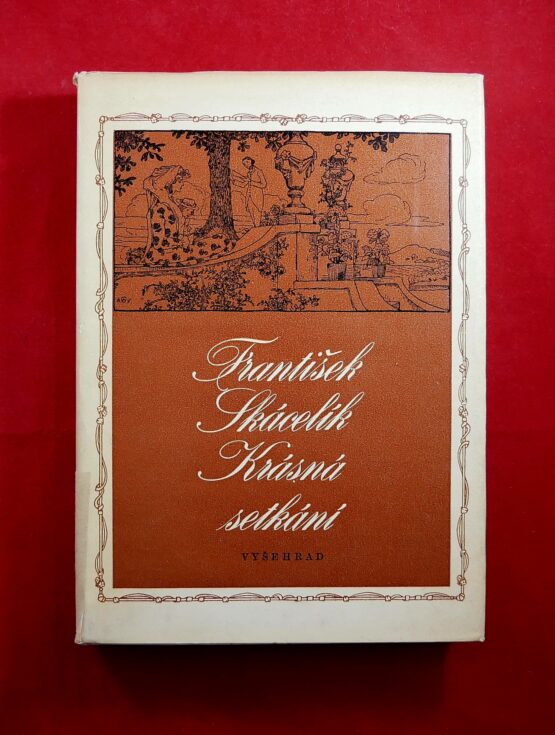 František
Skácelík
Krásná
setkání
VYŠEHRAD